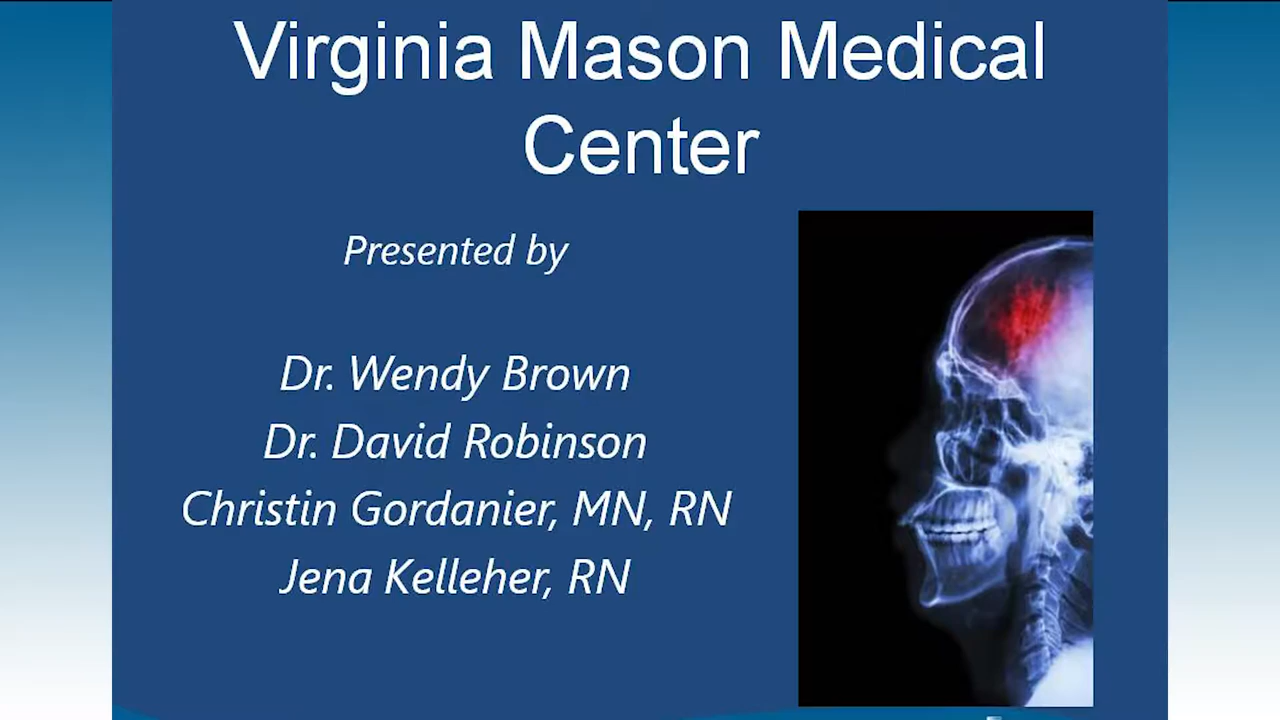 Virginia Mason Medical
Center
Presented by
Dr. Wendy Brown
Dr. David Robinson
Christin Gordanier, MN, RN
Jena Kelleher, RN